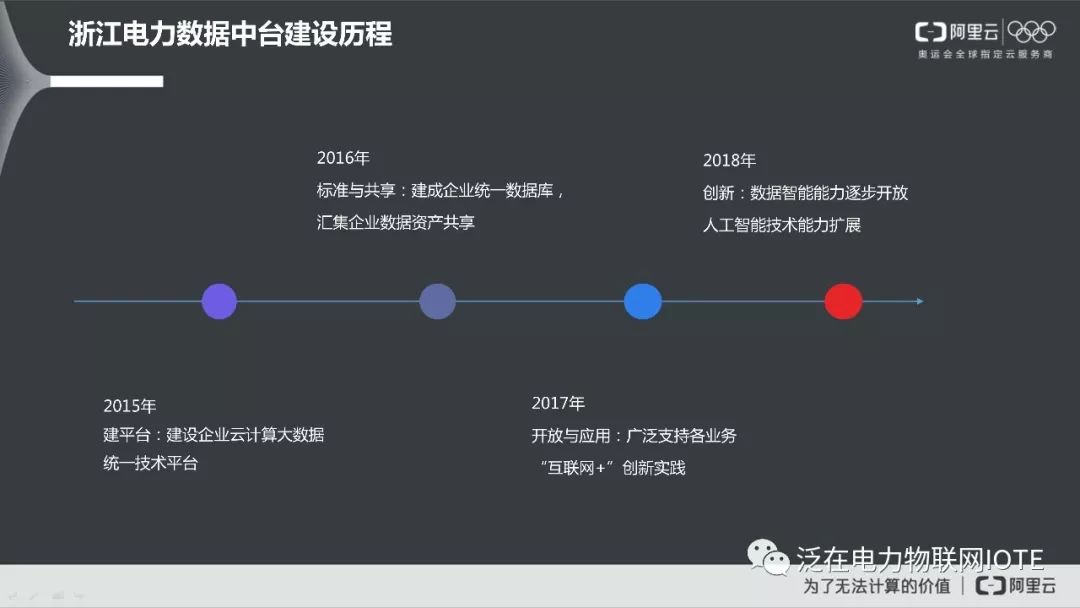 浙江电力数据中台建设历程
阿里云
奥运会全球指定云服务商
2016年
标准与共享：建成企业统一数据库，
汇集企业数据资产共享
2018年
创新：数据智能能力逐步开放
人工智能技术能力扩展
2015年
建平台：建设企业云计算大数据
统一技术平台
2017年
开放与应用：广泛支持各业务
“互联网+”创新实践
泛在电力物联网IOTE
为了无法计算的价值 | 阿里云